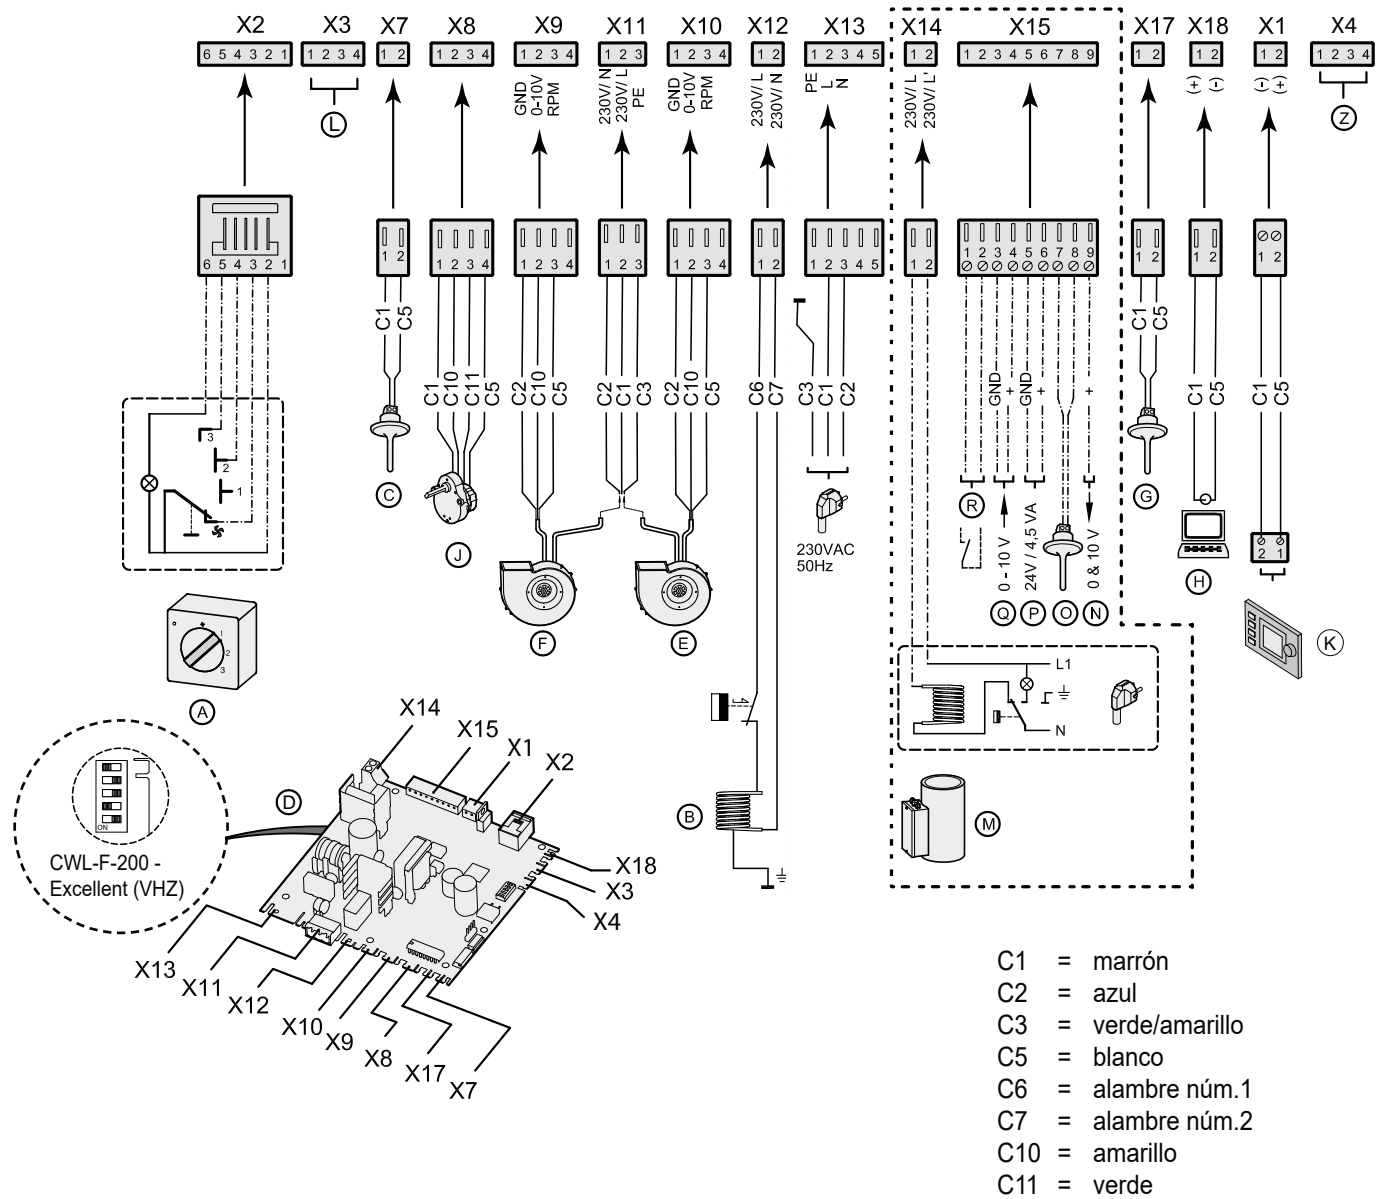 X2 X3 X7 X8 X9 X11 X10 X12 X13 X14 X15 X17 X18 X1 X4
6 5 4 3 2 1
1 2 3 4
1 2
1 2 3 4
1 2 3 4
1 2 3
1 2 3 4
1 2
1 2 3 4 5
1 2
1 2 3 4 5 6 7 8 9
1 2
1 2
1 2
1 2 3 4
L
GND
0-10V
RPM
230V/ N
230V/ L
PE
GND
0-10V
RPM
230V/ L
230V/ N
PE
L
N
230V/ L
230V/ L'
(+)
(-)
(-)
(+)
Z
6 5 4 3 2 1
1 2
1 2 3 4
1 2 3 4
1 2 3
1 2 3 4
1 2
1 2 3 4 5
1 2
1 2 3 4 5 6 7 8 9
1 2
1 2
1 2
C1 C5
C1 C10 C11 C5
C2 C10 C5
C2 C1 C3
C2 C10 C5
C6 C7
C3 C1 C2
GND + GND + +
C1 C5
C1 C5
C1 C5
3
2
1
C
J
F
E
230VAC
50Hz
R
0 - 10 V
24V / 4,5 VA
0 & 10 V
Q P O N
G
H
2 1
K
1
2
3
A
L1
N
B
M
D
ON
CWL-F-200 -
Excellent (VHZ)
X14
X15
X1
X2
X18
X3
X4
X13
X11
X12
X10
X9
X8
X17
X7
C1 = marrón
C2 = azul
C3 = verde/amarillo
C5 = blanco
C6 = alambre núm.1
C7 = alambre núm.2
C10 = amarillo
C11 = verde